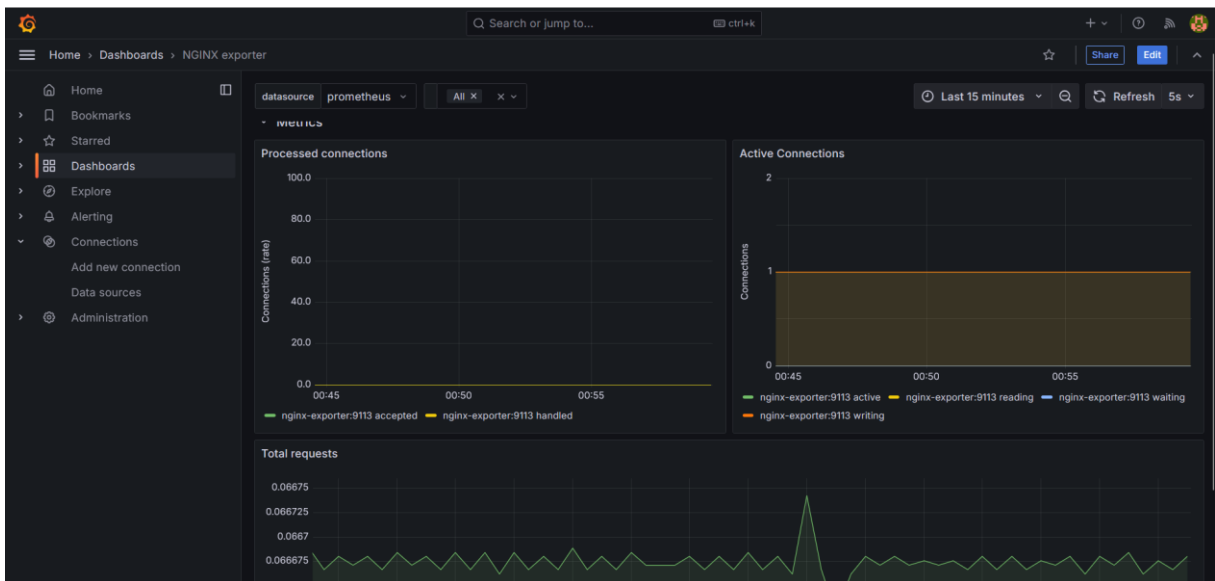 Search or jump to... ctrl+k
Home › Dashboards › NGINX exporter Share Edit
Home
Bookmarks
Starred
Dashboards
Explore
Alerting
Connections
Add new connection
Data sources
Administration
datasource prometheus All Last 15 minutes Refresh 5s
Metrics
Processed connections
100.0
80.0
60.0
40.0
20.0
0.0
Connections (rate)
00:45 00:50 00:55
nginx-exporter:9113 accepted nginx-exporter:9113 handled
Active Connections
2
1
0
Connections
00:45 00:50 00:55
nginx-exporter:9113 active nginx-exporter:9113 reading nginx-exporter:9113 waiting
nginx-exporter:9113 writing
Total requests
0.06675
0.066725
0.0667
0.066675